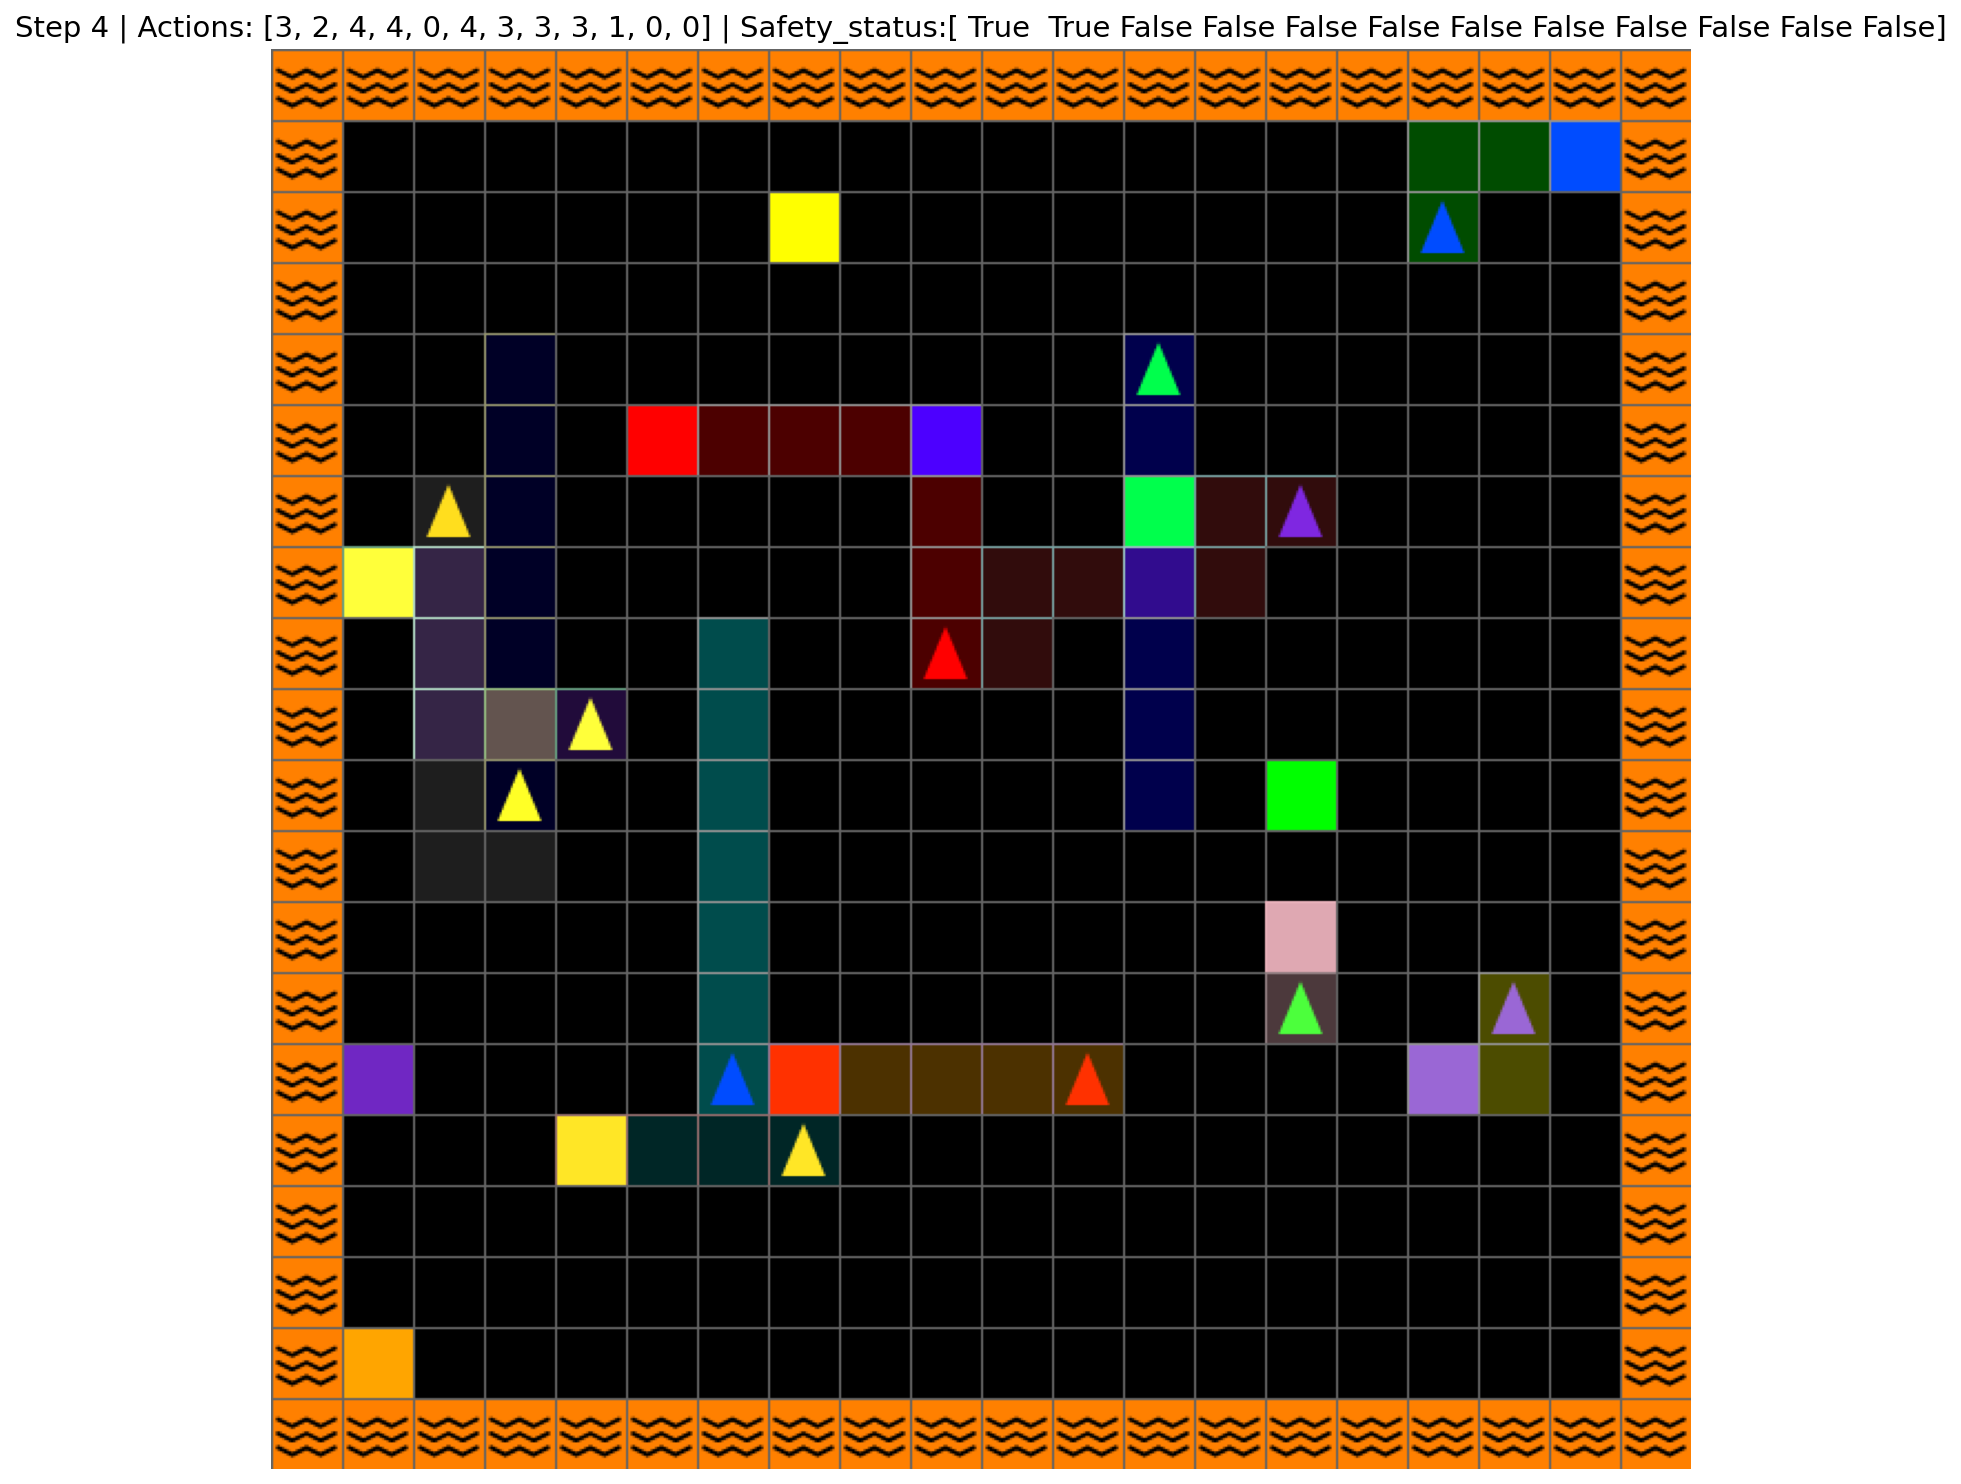 Step 4 | Actions: [3, 2, 4, 4, 0, 4, 3, 3, 3, 1, 0, 0] | Safety_status:[ True  True False False False False False False False False False False]